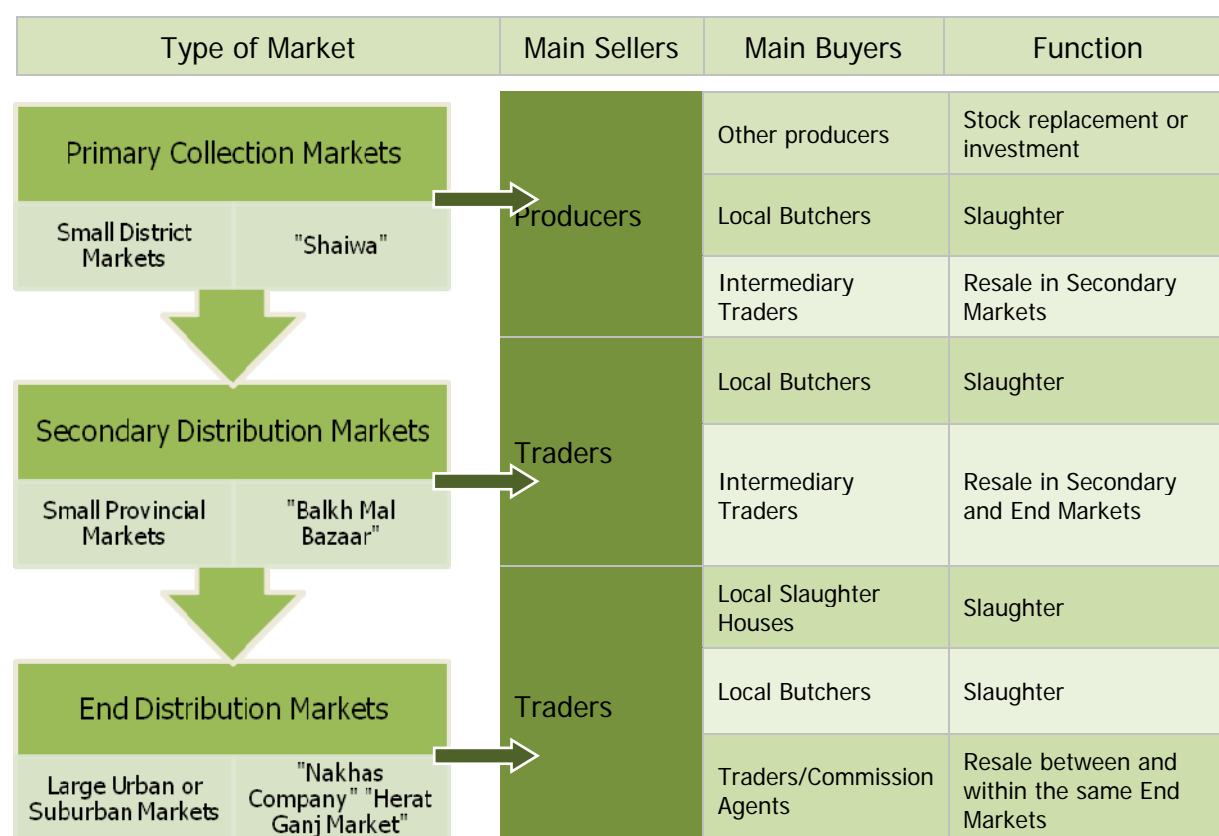 Type of Market
Main Sellers
Main Buyers
Function
Primary Collection Markets
Small District
Markets
"Shaiwa"
Producers
Other producers
Stock replacement or
investment
Local Butchers
Slaughter
Intermediary
Traders
Resale in Secondary
Markets
Secondary Distribution Markets
Small Provincial
Markets
"Balkh Mal
Bazaar"
Traders
Local Butchers
Slaughter
Intermediary
Traders
Resale in Secondary
and End Markets
End Distribution Markets
Large Urban or
Suburban Markets
"Nakhas
Company" "Herat
Ganj Market"
Traders
Local Slaughter
Houses
Slaughter
Local Butchers
Slaughter
Traders/Commission
Agents
Resale between and
within the same End
Markets